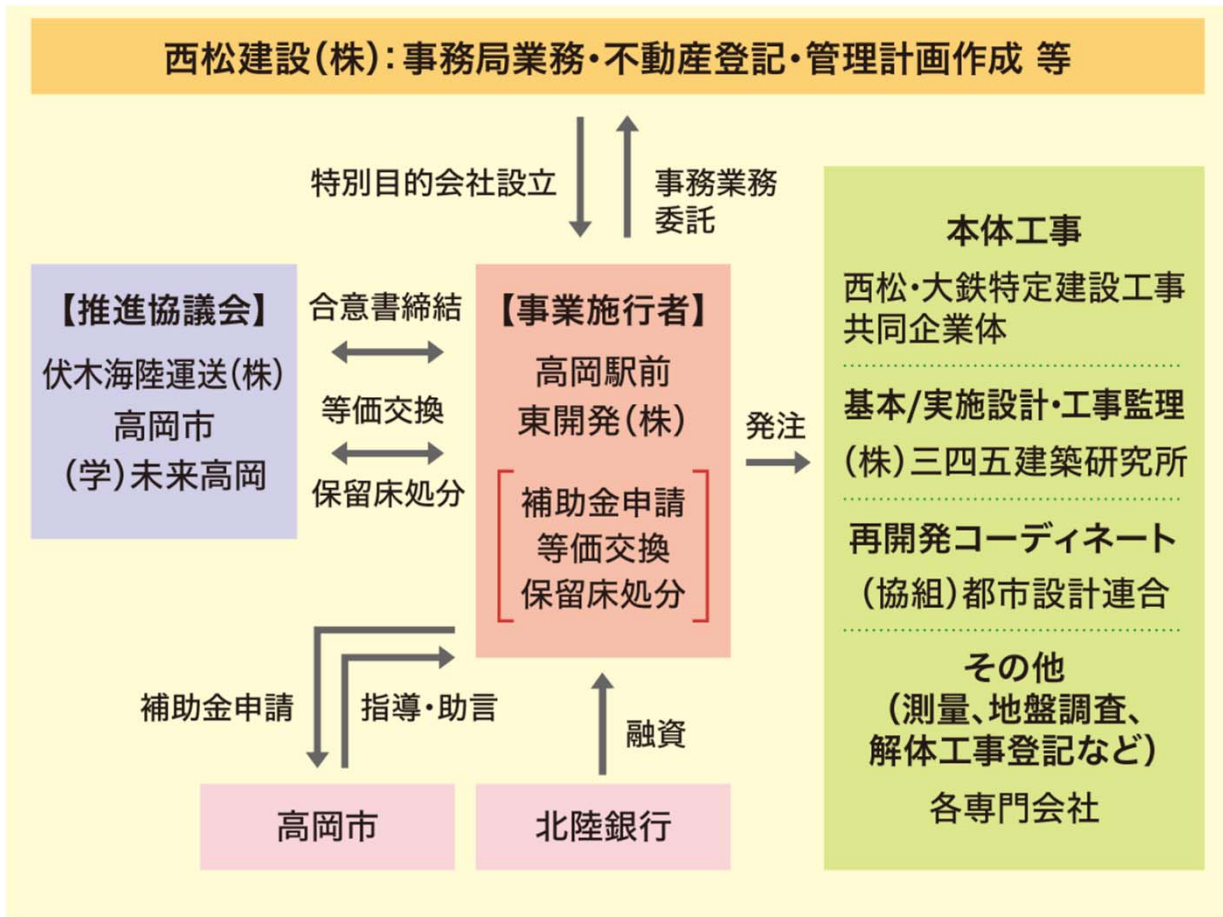 西松建設(株):事務局業務・不動産登記・管理計画作成 等
特別目的会社設立
事務業務
委託
【推進協議会】
伏木海陸運送(株)
高岡市
(学)未来高岡
合意書締結
等価交換
保留床処分
【事業施行者】
高岡駅前
東開発(株)
補助金申請
等価交換
保留床処分
発注
本体工事
西松・大鉄特定建設工事
共同企業体
基本/実施設計・工事監理
(株)三四五建築研究所
再開発コーディネート
(協組)都市設計連合
その他
(測量、地盤調査、
解体工事登記など)
各専門会社
補助金申請
指導・助言
融資
高岡市
北陸銀行